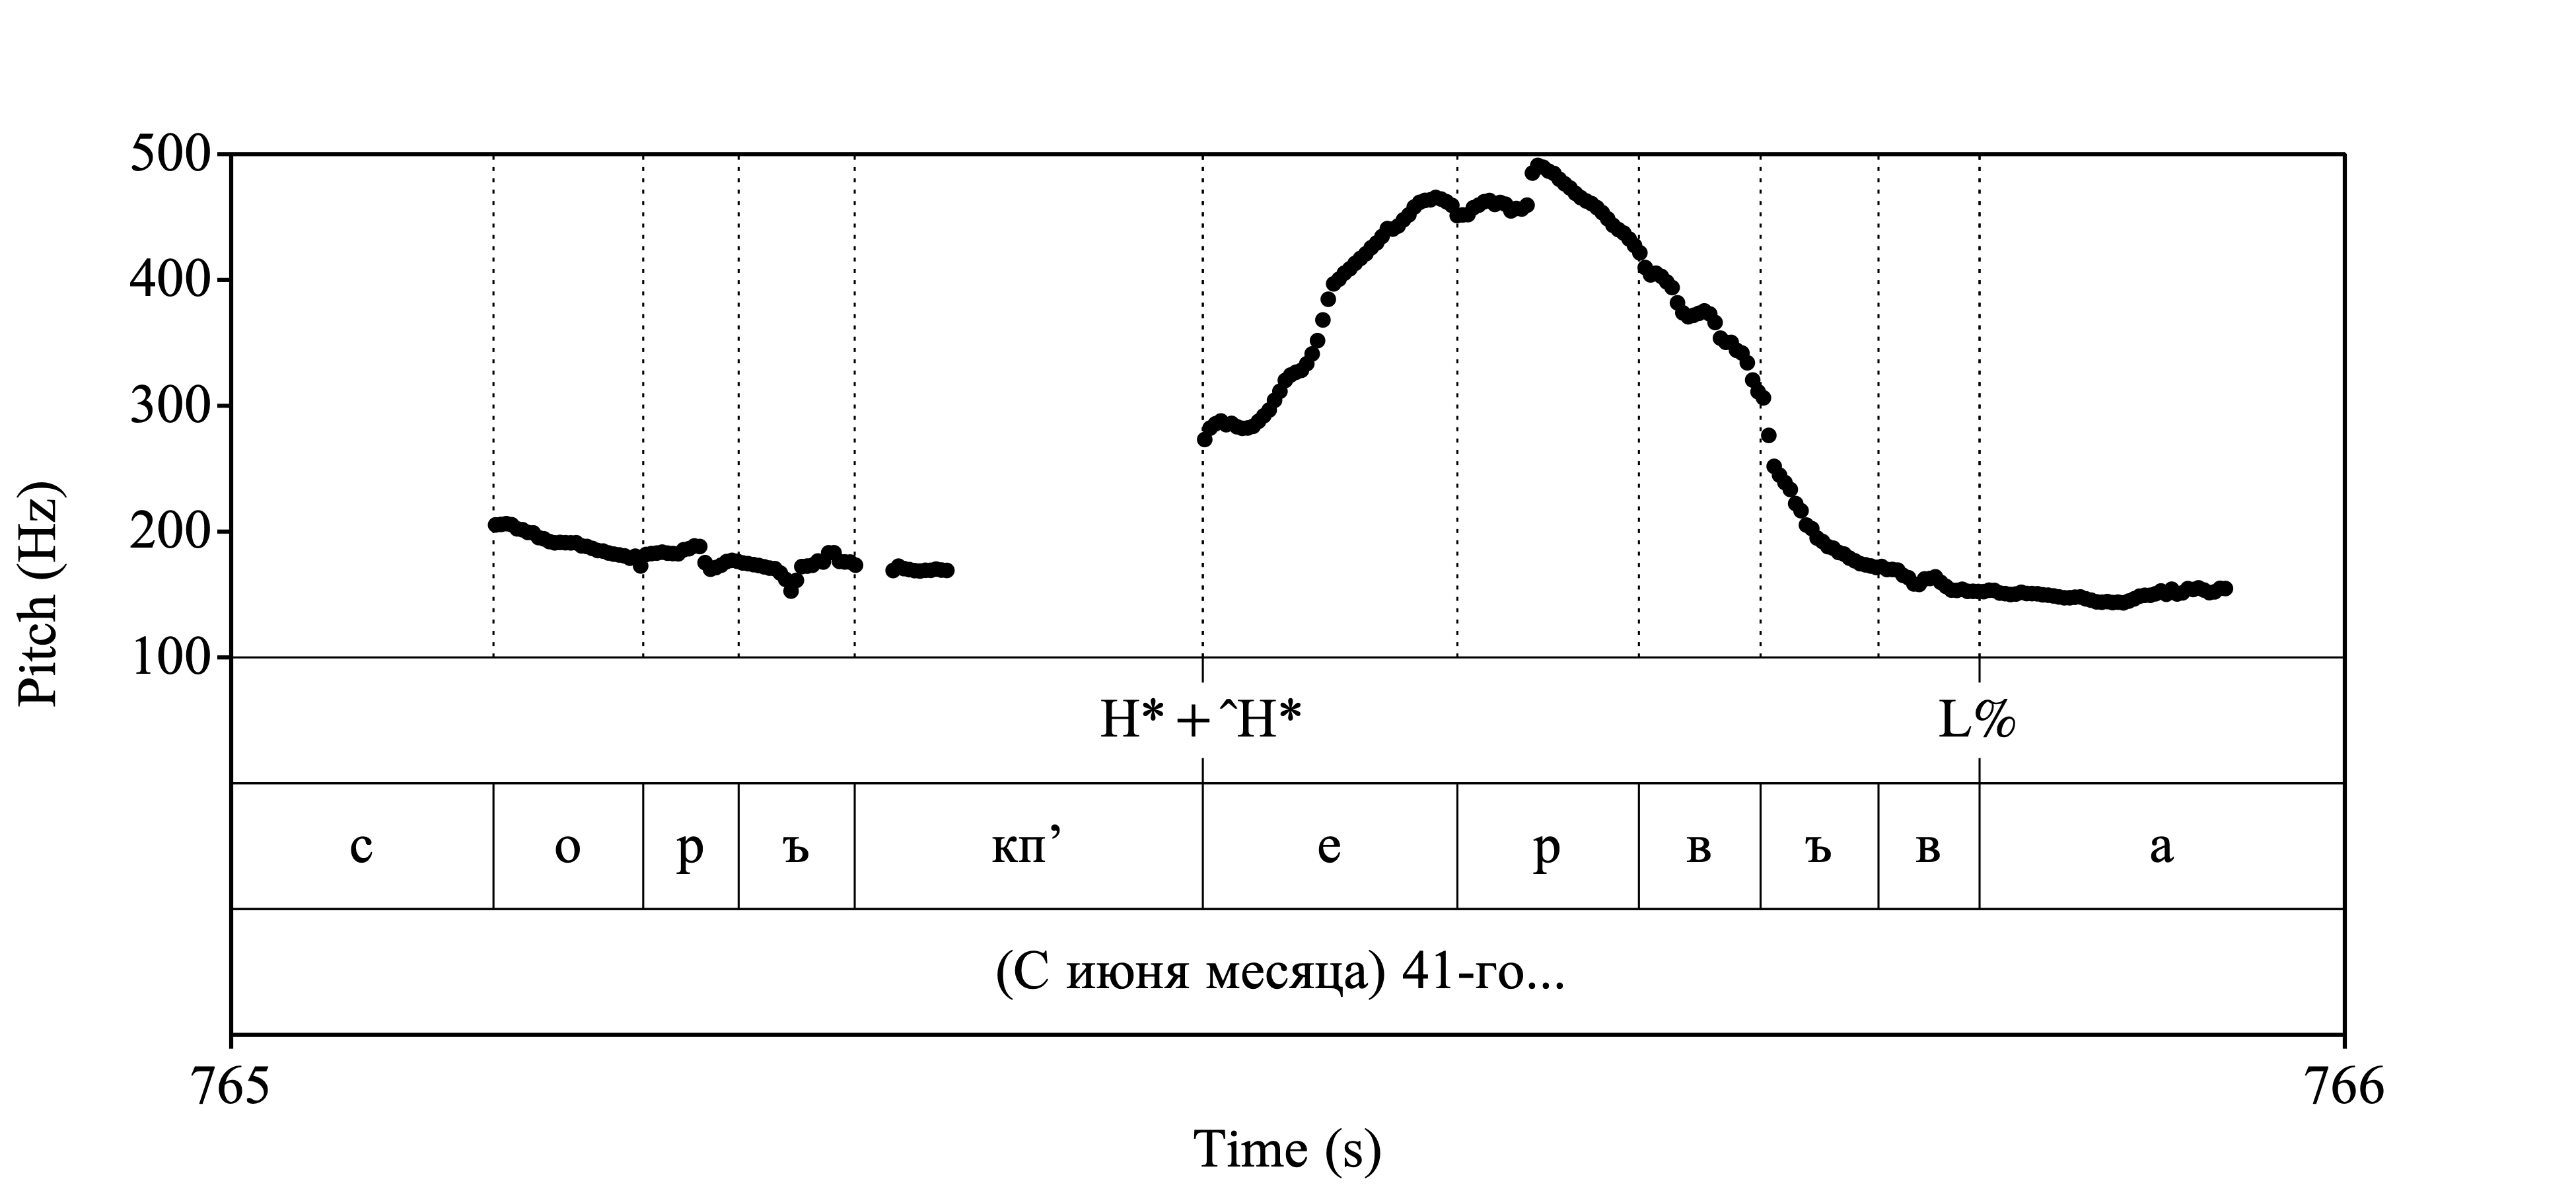 500
400
300
200
100
Pitch (Hz)
H* + ^H* L%
с о р ъ кп’ е р в ъ в а
(С июня месяца) 41-го...
765 766
Time (s)